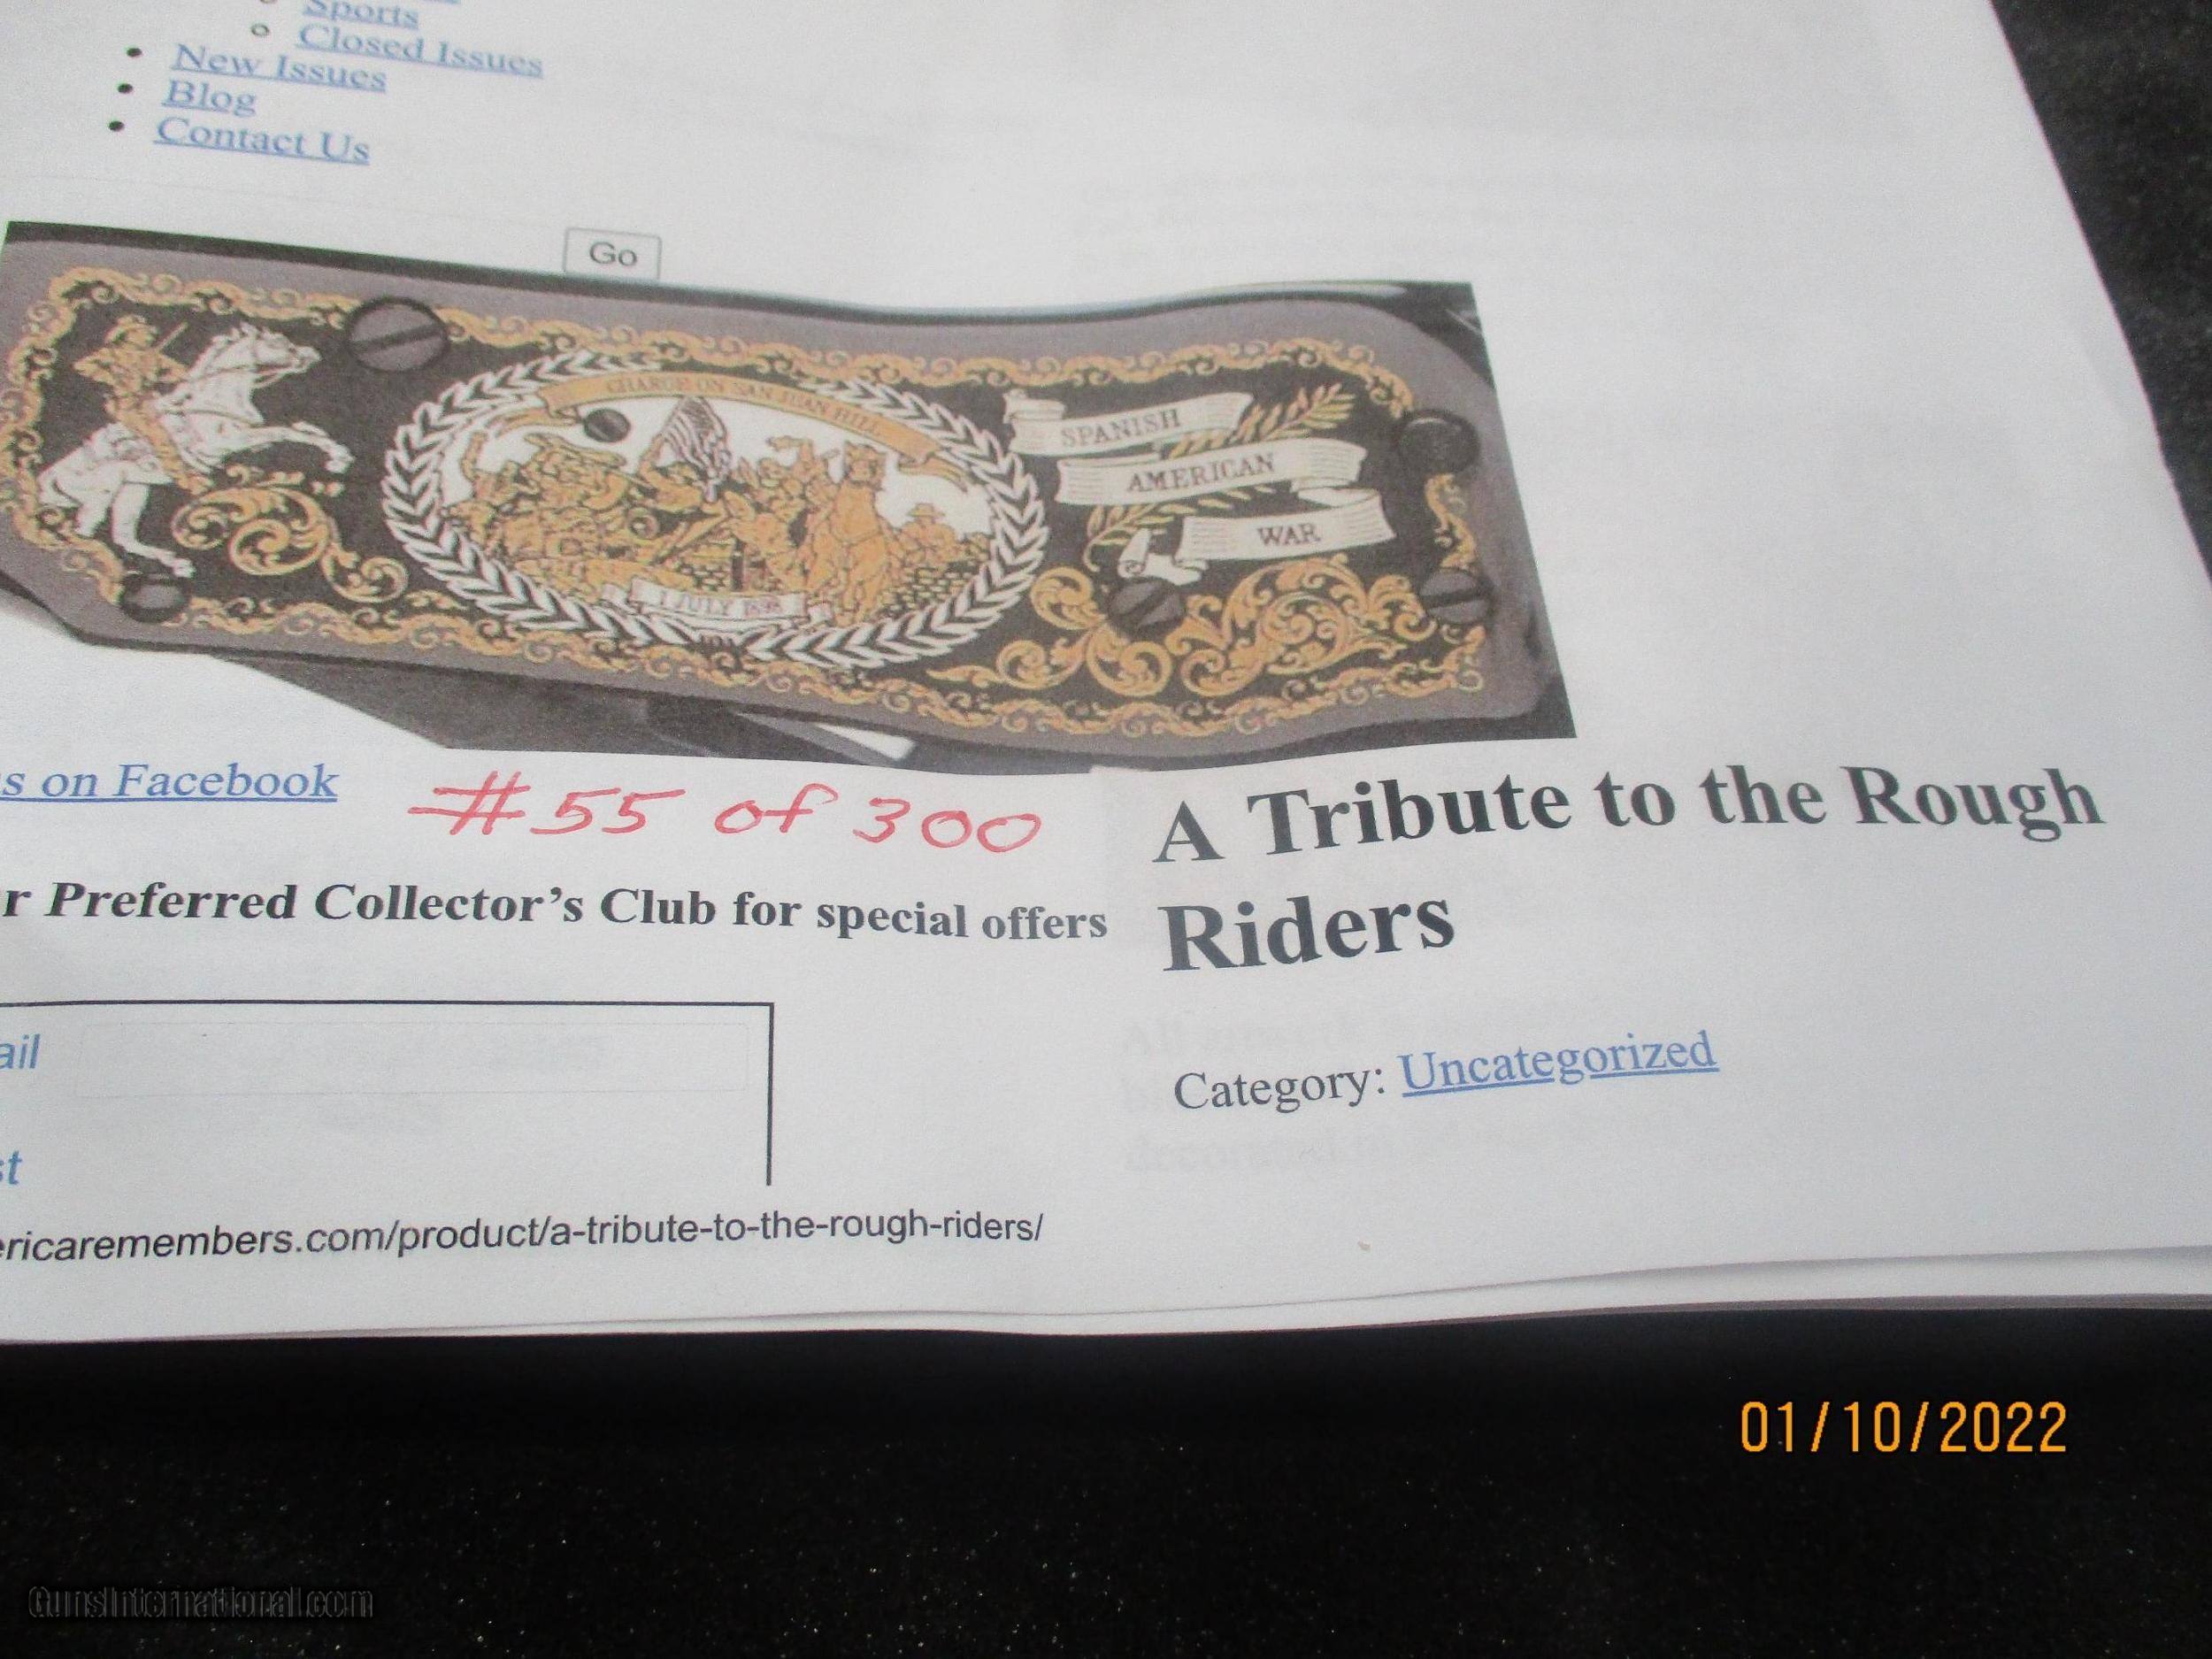 Sports
Closed Issues
New Issues
Blog
Contact Us
Go
CHARGE ON SAN JUAN HILL
SPANISH
AMERICAN
WAR
1 JULY 1898
s on Facebook
#55 of 300
A Tribute to the Rough
Riders
r Preferred Collector's Club for special offers
ail
Category: Uncategorized
st
ericaremembers.com/product/a-tribute-to-the-rough-riders/
01/10/2022
GunsInternational.com